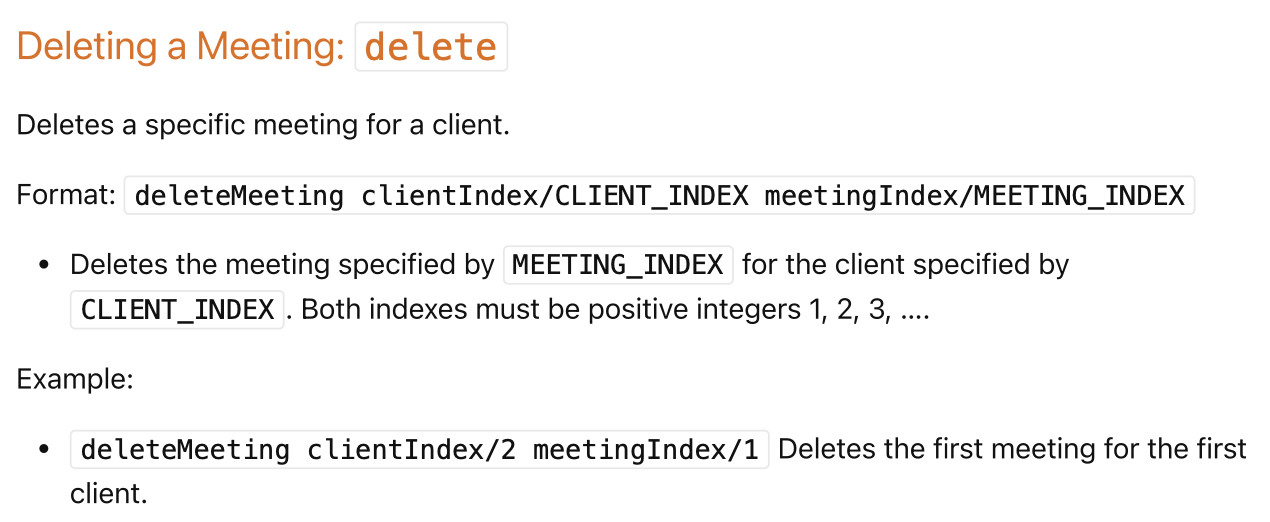 Deleting a Meeting: delete
Deletes a specific meeting for a client.
Format: deleteMeeting clientIndex/CLIENT_INDEX meetingIndex/MEETING_INDEX
• Deletes the meeting specified by MEETING_INDEX for the client specified by
CLIENT_INDEX. Both indexes must be positive integers 1, 2, 3, ….
Example:
• deleteMeeting clientIndex/2 meetingIndex/1 Deletes the first meeting for the first
client.